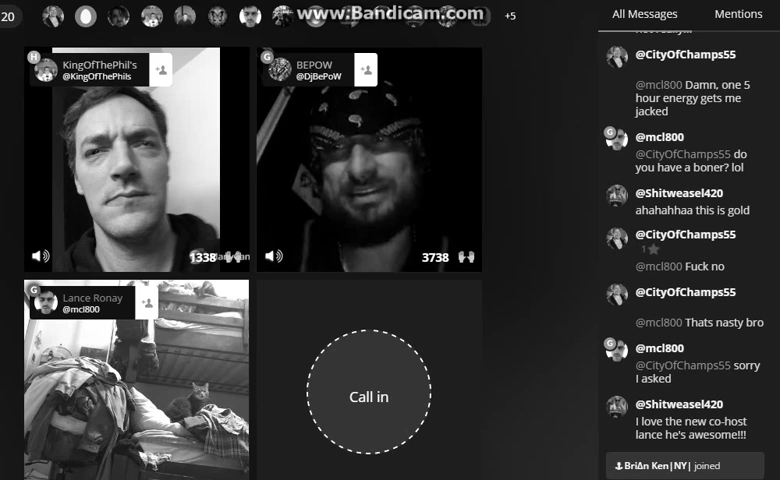 20
www.Bandicam.com
+5
All Messages
Mentions
H
KingOfThePhil's
@KingOfThePhils
G
BEPOW
@DjBePoW
1338
3738
G
Lance Ronay
@mcl800
Call in
@CityOfChamps55
@mcl800 Damn, one 5
hour energy gets me
jacked
G
@mcl800
@CityOfChamps55 do
you have a boner? lol
@Shitweasel420
ahahahhaa this is gold
@CityOfChamps55
1
@mcl800 Fuck no
@CityOfChamps55
@mcl800 Thats nasty bro
G
@mcl800
@CityOfChamps55 sorry
I asked
@Shitweasel420
I love the new co-host
lance he's awesome!!!
BriΔn Ken|NY| joined